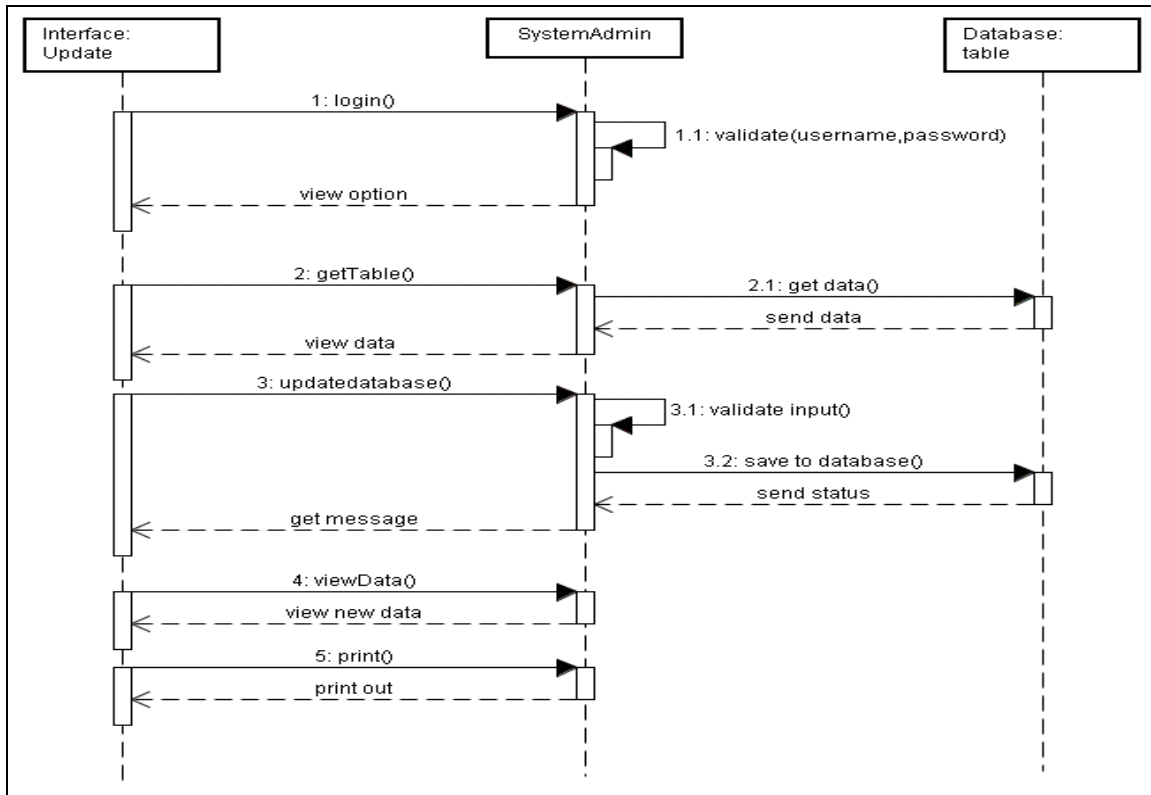 Interface:
Update
SystemAdmin
Database:
table
1: login()
1.1: validate(username,password)
view option
2: getTable()
2.1: get data()
send data
view data
3: updatedatabase()
3.1: validate input()
3.2: save to database()
send status
get message
4: viewData()
view new data
5: print()
print out